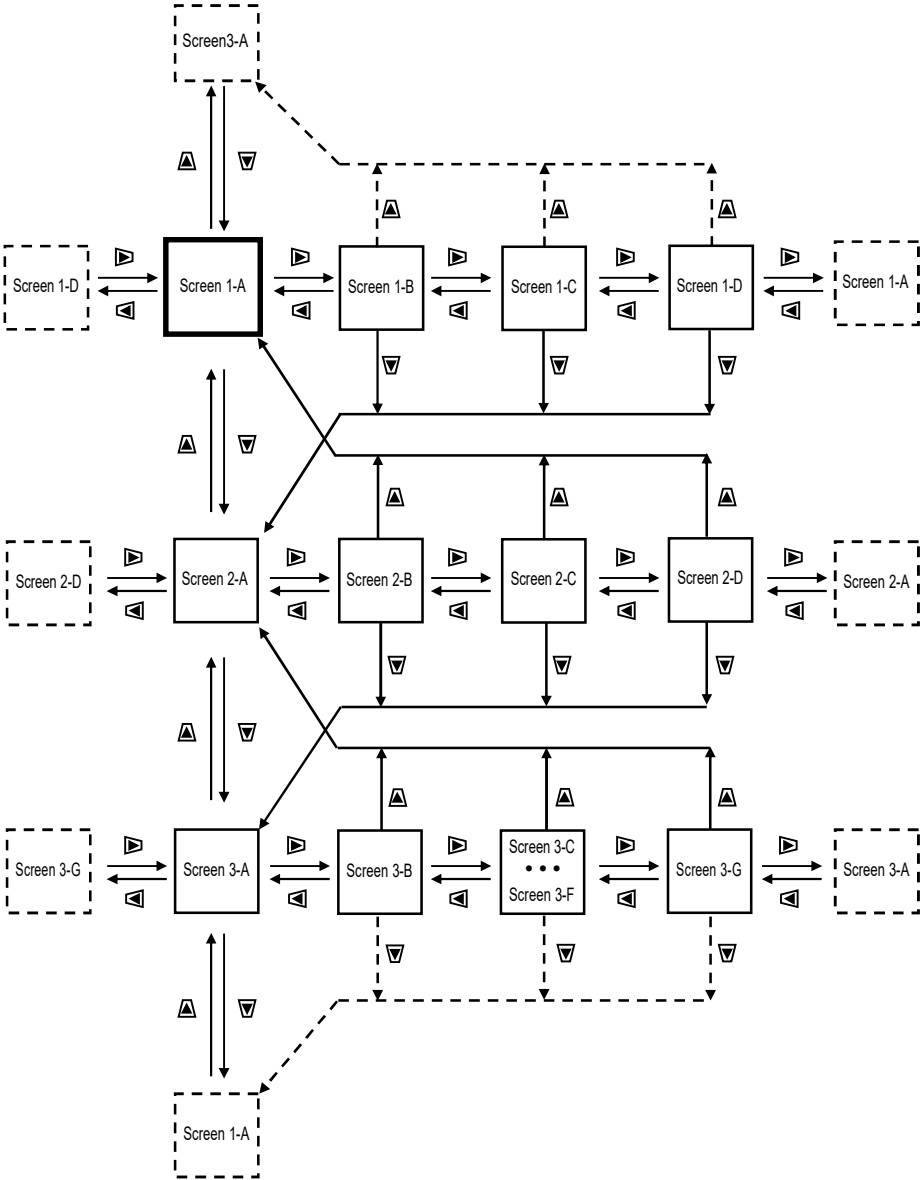 Screen3-A
Screen 1-D
Screen 1-A
Screen 1-B
Screen 1-C
Screen 1-D
Screen 1-A
Screen 2-D
Screen 2-A
Screen 2-B
Screen 2-C
Screen 2-D
Screen 2-A
Screen 3-G
Screen 3-A
Screen 3-B
Screen 3-C
• • •
Screen 3-F
Screen 3-G
Screen 3-A
Screen 1-A